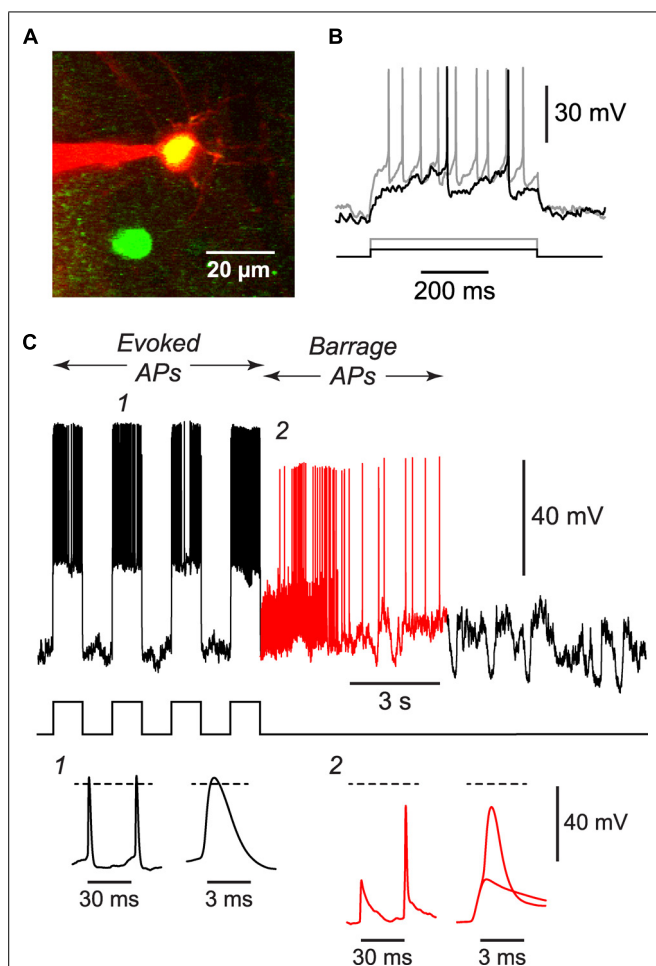 A
20 µm
B
30 mV
200 ms
C
Evoked
APs
Barrage
APs
1
2
40 mV
3 s
1
30 ms
3 ms
2
40 mV
30 ms
3 ms